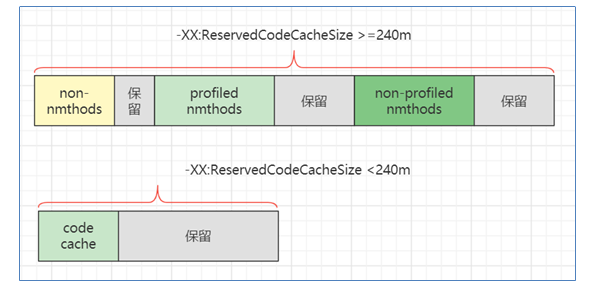 -XX:ReservedCodeCacheSize >=240m
non-
nmthods
保
留
profiled
nmthods
保留
non-profiled
nmthods
保留
-XX:ReservedCodeCacheSize <240m
code
cache
保留